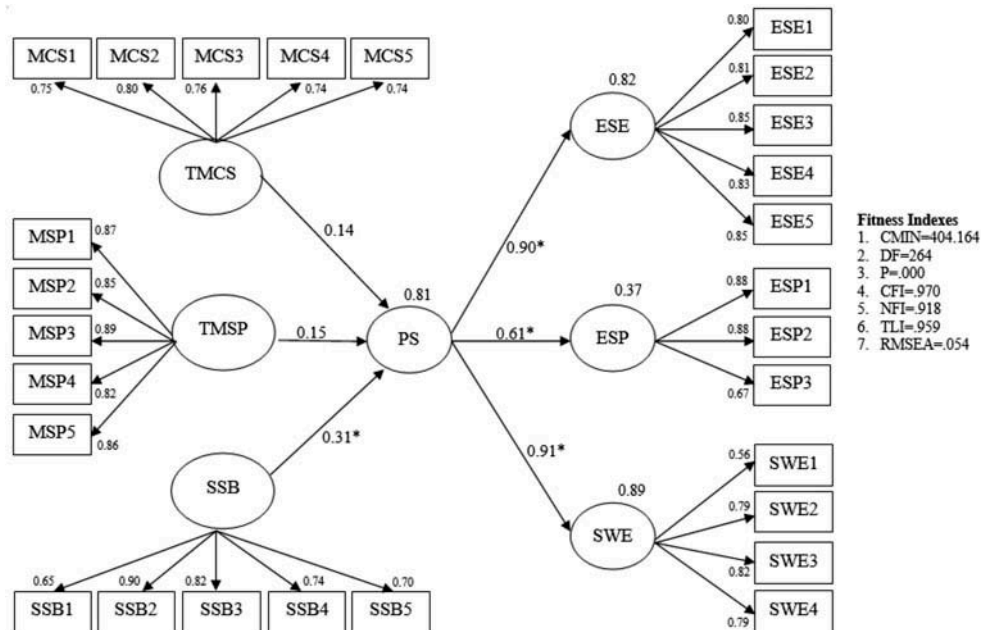 MCS1 MCS2 MCS3 MCS4 MCS5
0.75 0.80 0.76 0.74 0.74
TMCS
0.14
MSP1 0.87
MSP2 0.85
MSP3 0.89
MSP4 0.82
MSP5 0.86
TMSP
0.15
SSB
0.31*
0.65 0.90 0.82 0.74 0.70
SSB1 SSB2 SSB3 SSB4 SSB5
0.81
PS
0.90*
0.61*
0.91*
0.82
ESE
0.80 ESE1
0.81 ESE2
0.85 ESE3
0.83 ESE4
0.85 ESE5
0.37
ESP
0.88 ESP1
0.88 ESP2
0.67 ESP3
0.89
SWE
0.56 SWE1
0.79 SWE2
0.82 SWE3
0.79 SWE4
Fitness Indexes
1. CMIN=404.164
2. DF=264
3. P=.000
4. CFI=.970
5. NFI=.918
6. TLI=.959
7. RMSEA=.054